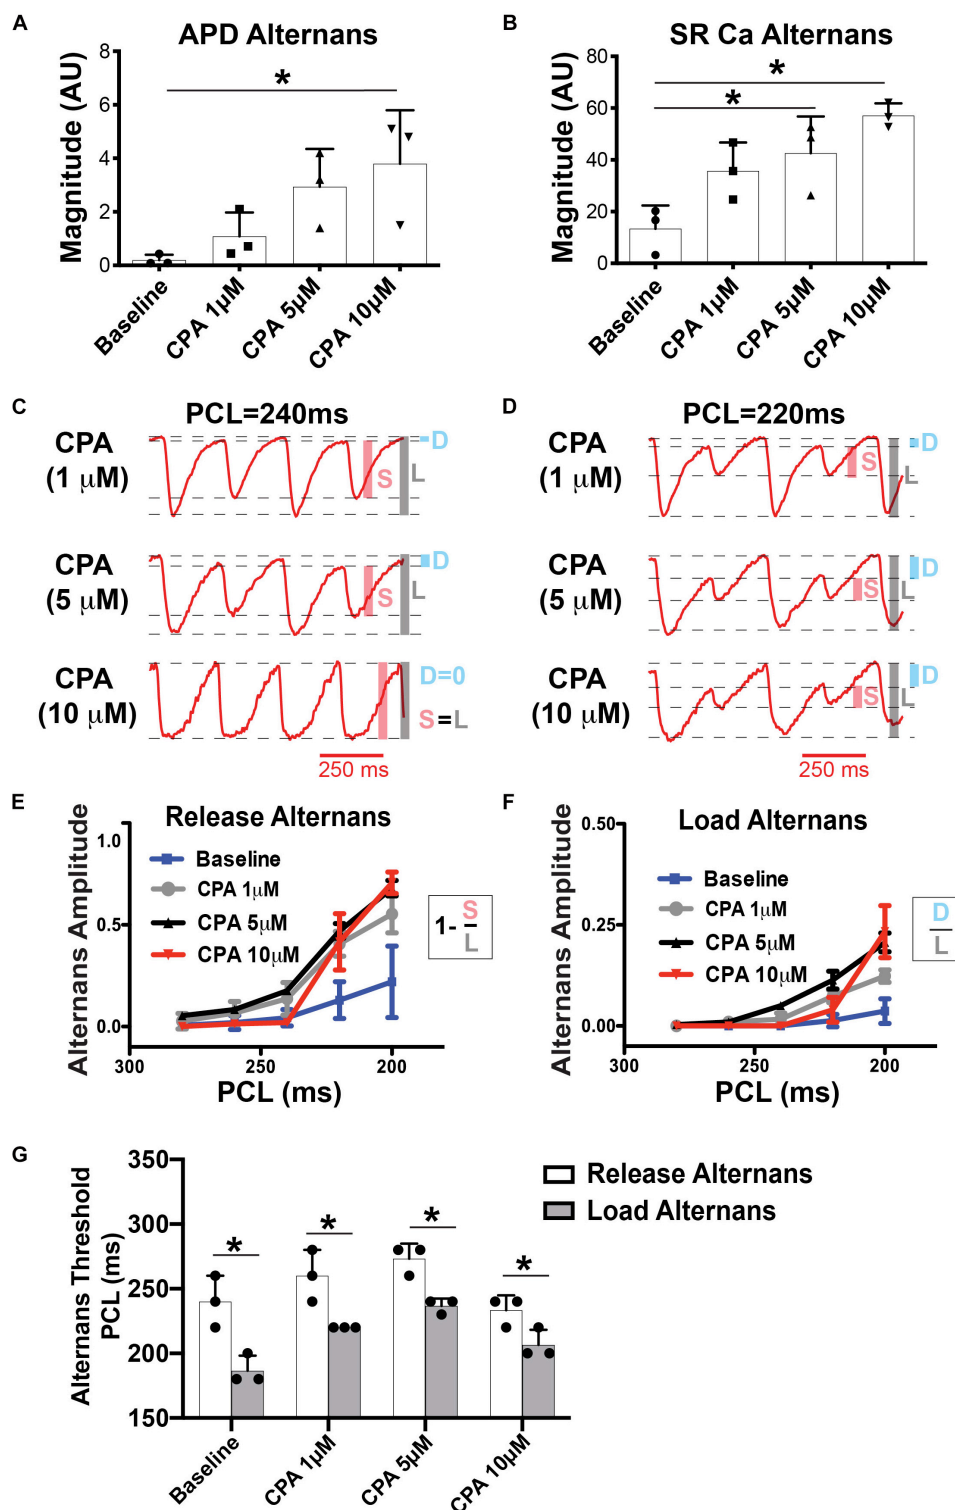 A
APD Alternans
Magnitude (AU)
8
6
4
2
0
*
Baseline
CPA 1µM
CPA 5µM
CPA 10µM
B
SR Ca Alternans
Magnitude (AU)
80
60
40
20
0
*
*
Baseline
CPA 1µM
CPA 5µM
CPA 10µM
C
PCL=240ms
CPA
(1 µM)
S
D
L
CPA
(5 µM)
S
D
L
CPA
(10 µM)
D=0
S=L
250 ms
D
PCL=220ms
CPA
(1 µM)
S
D
L
CPA
(5 µM)
S
D
L
CPA
(10 µM)
S
D
L
250 ms
E
Release Alternans
Alternans Amplitude
1.0
0.5
0.0
Baseline
CPA 1µM
CPA 5µM
CPA 10µM
1- S
L
300
250
200
PCL (ms)
F
Load Alternans
Alternans Amplitude
0.50
0.25
0.00
Baseline
CPA 1µM
CPA 5µM
CPA 10µM
D
L
300
250
200
PCL (ms)
G
Alternans Threshold
PCL (ms)
350
300
250
200
150
*
*
*
*
Release Alternans
Load Alternans
Baseline
CPA 1µM
CPA 5µM
CPA 10µM